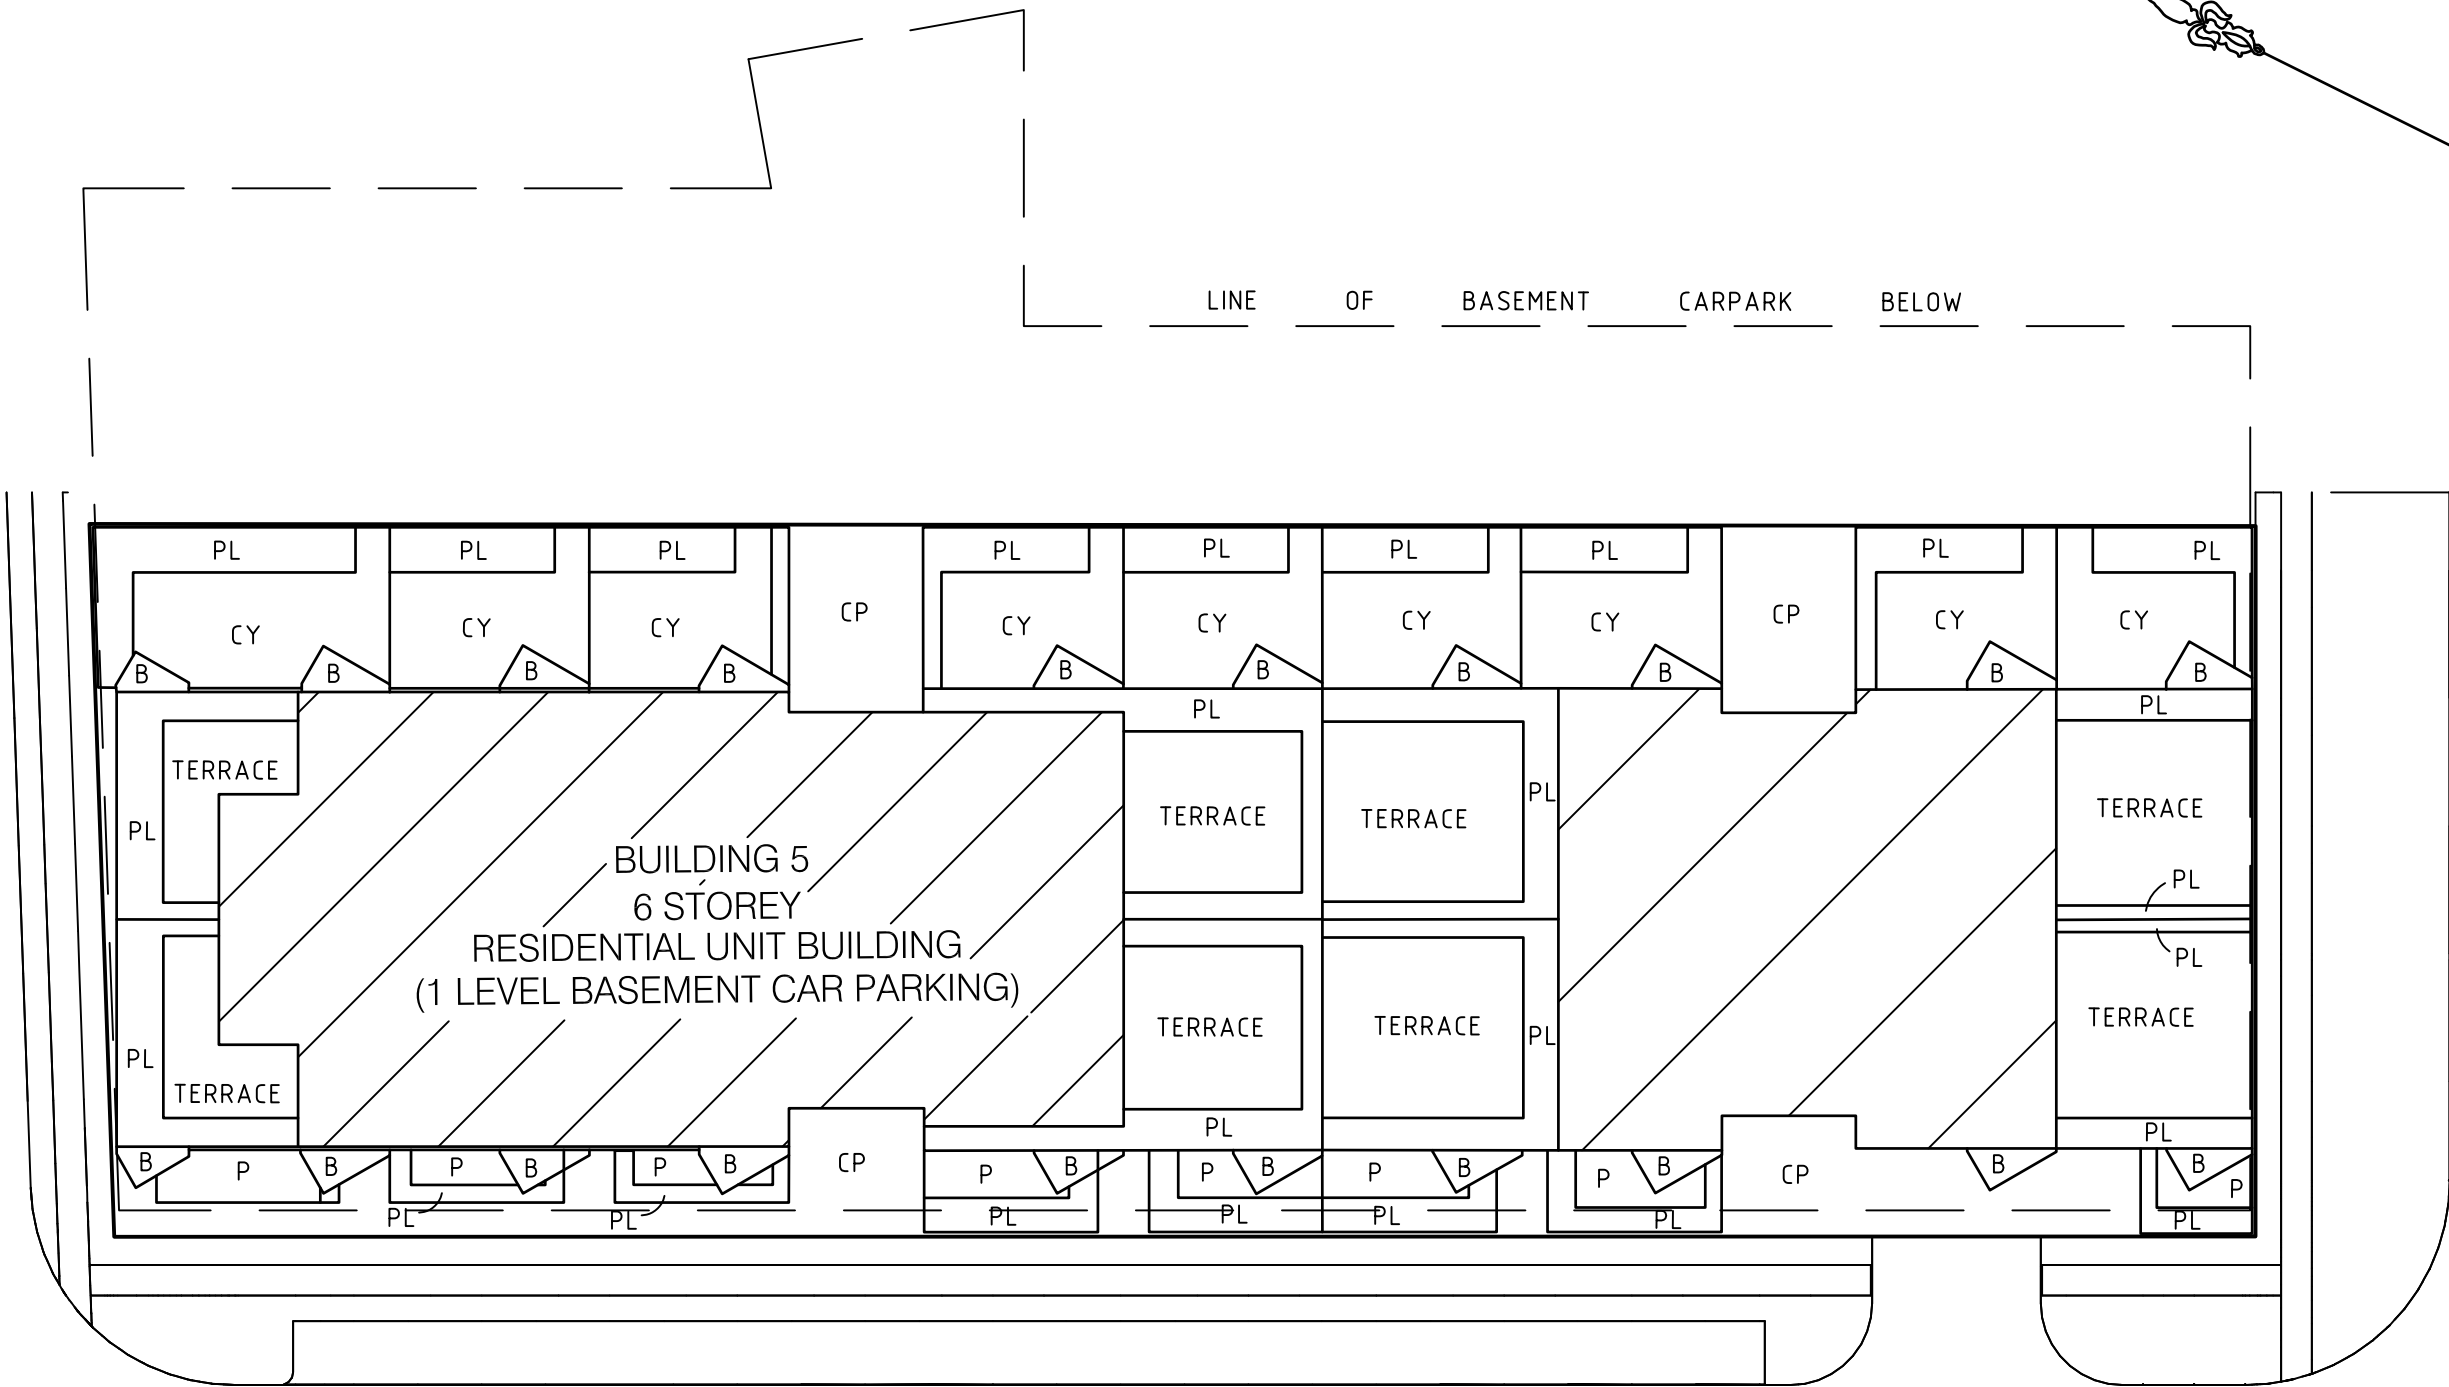 LINE OF BASEMENT CARPARK BELOW
PL PL PL PL PL PL PL PL PL
CP CP
CY CY CY CY CY CY CY CY CY
B B B B B B B B B B
PL PL
TERRACE TERRACE TERRACE TERRACE
PL PL
BUILDING 5
6 STOREY
RESIDENTIAL UNIT BUILDING
(1 LEVEL BASEMENT CAR PARKING)
PL
PL
TERRACE TERRACE TERRACE TERRACE
PL PL
PL PL
CP CP
B B B B B B B B B B
P P P P P P P P
PL PL PL PL PL PL PL